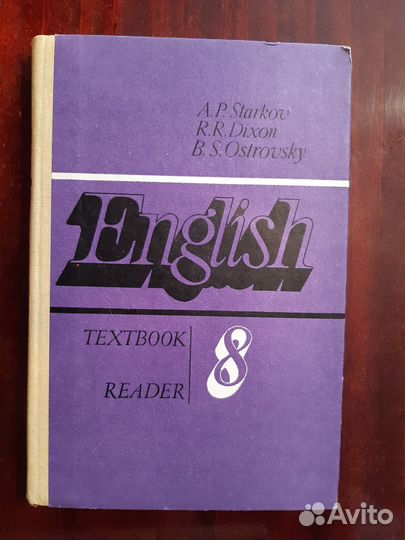 A.P.Starkov
R.R.Dixon
B.S.Ostrovsky
English
TEXTBOOK
READER
8
Avito